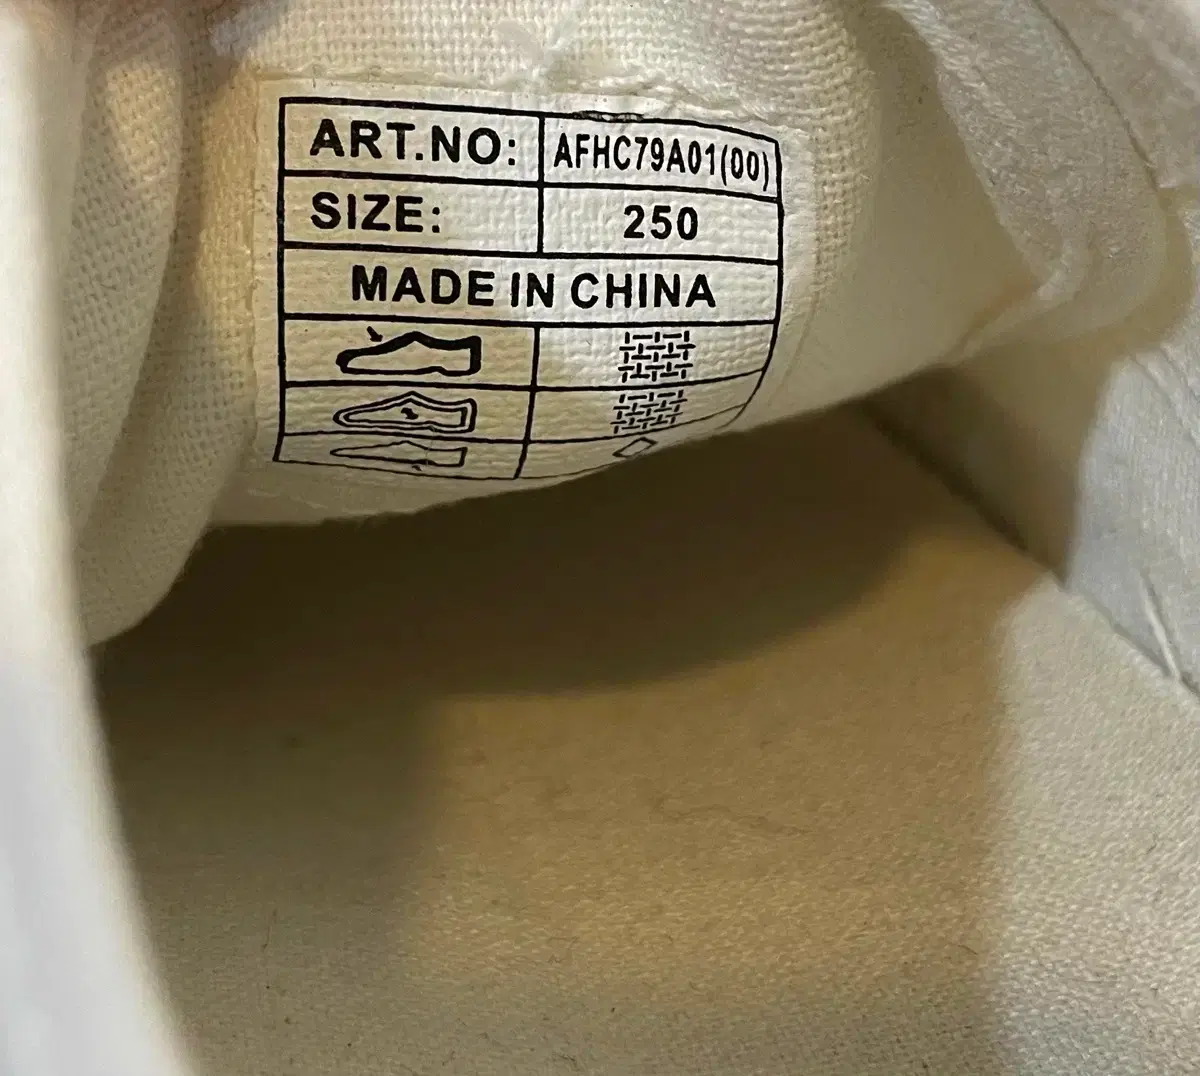 ART.NO: AFHC79A01(00)
SIZE: 250
MADE IN CHINA